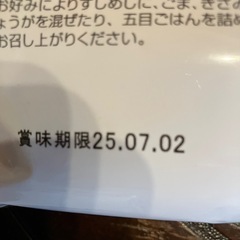 お好みによりすしめしに、ごま、きざみ
ょうがを混ぜたり、五目ごはんを詰め
お召し上がりください。
賞味期限25.07.02